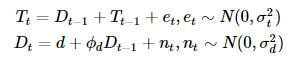 T_t = D_{t-1} + T_{t-1} + e_t, e_t ∼ N(0, σ_t^2)
D_t = d + ϕ_d D_{t-1} + n_t, n_t ∼ N(0, σ_d^2)